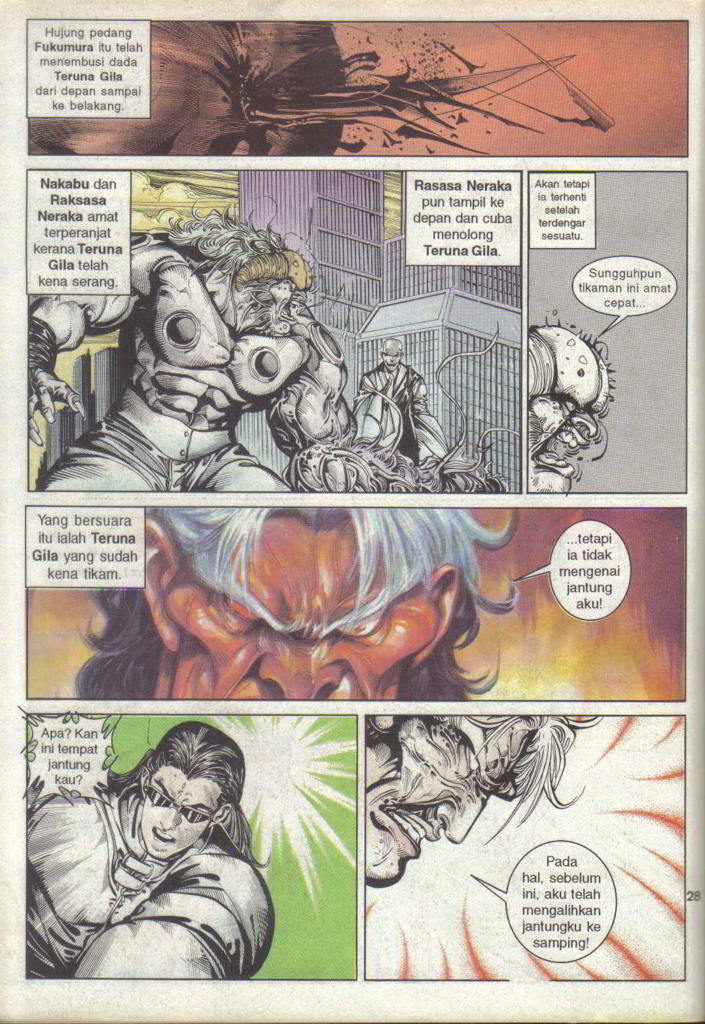 Hujung pedang
Fukumura itu telah
menembusi dada
Teruna Gila
dari depan sampai
ke belakang.
Nakabu dan
Raksasa
Neraka amat
terperanjat
kerana Teruna
Gila telah
kena serang.
Rasasa Neraka
pun tampil ke
depan dan cuba
menolong
Teruna Gila.
Akan tetapi
ia terhenti
setelah
terdengar
sesuatu.
Sungguhpun
tikaman ini amat
cepat...
Yang bersuara
itu ialah Teruna
Gila yang sudah
kena tikam.
...tetapi
ia tidak
mengenai
jantung
aku!
Apa? Kan
ini tempat
jantung
kau?
Pada
hal, sebelum
ini, aku telah
mengalihkan
jantungku ke
samping!
28